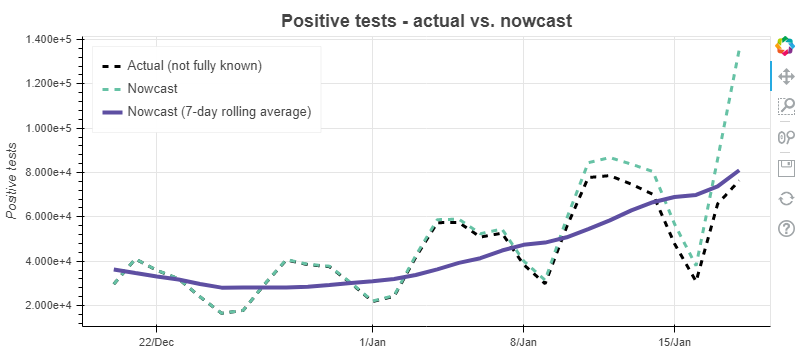 Positive tests - actual vs. nowcast
1.400e+5
1.200e+5
1.000e+5
8.000e+4
6.000e+4
4.000e+4
2.000e+4
Positive tests
Actual (not fully known)
Nowcast
Nowcast (7-day rolling average)
22/Dec
1/Jan
8/Jan
15/Jan